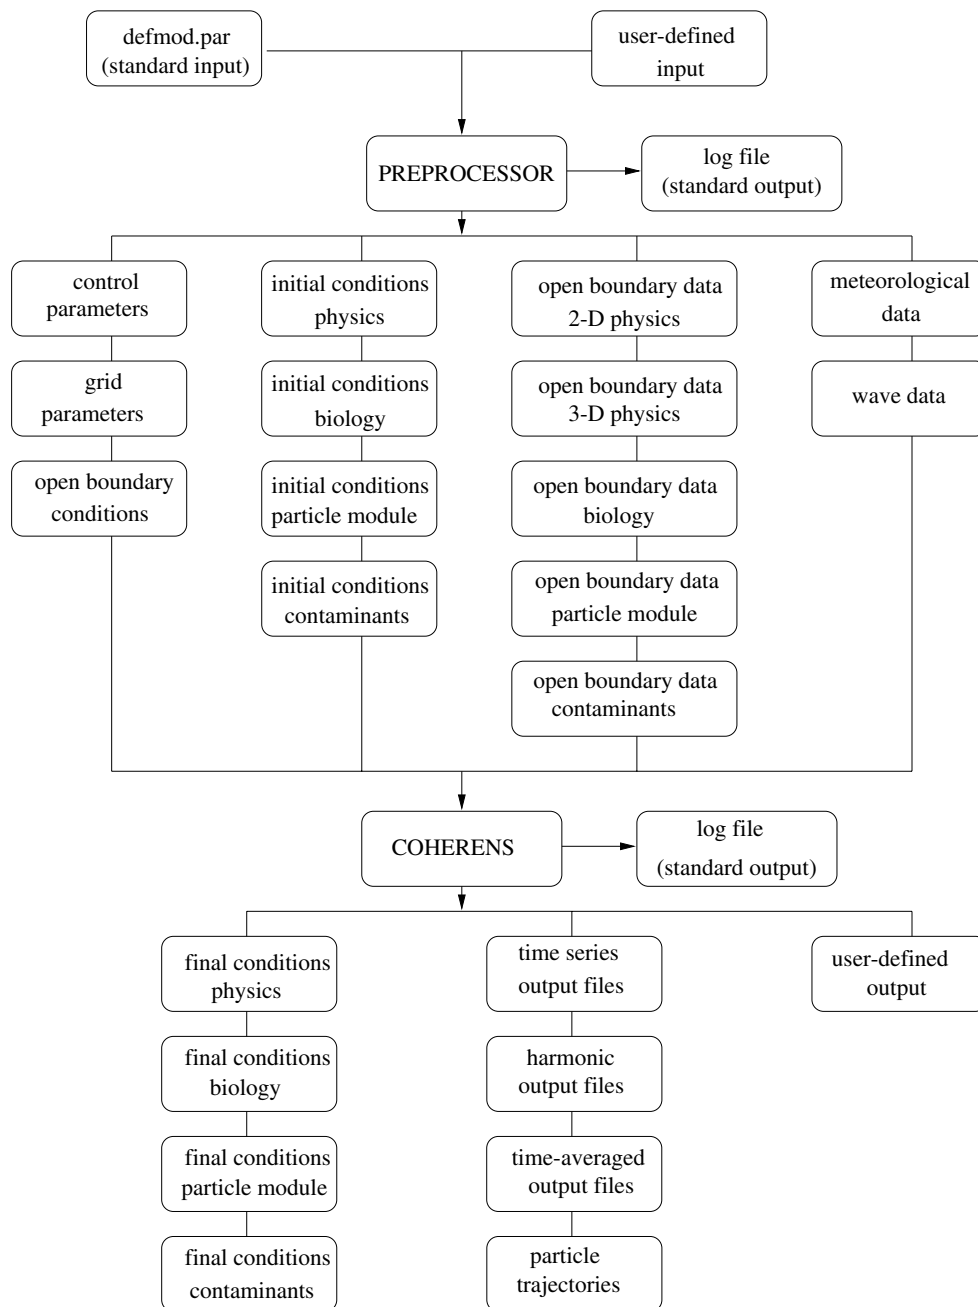 defmod.par
(standard input)
user-defined
input
PREPROCESSOR
log file
(standard output)
control
parameters
grid
parameters
open boundary
conditions
initial conditions
physics
initial conditions
biology
initial conditions
particle module
initial conditions
contaminants
open boundary data
2-D physics
open boundary data
3-D physics
open boundary data
biology
open boundary data
particle module
open boundary data
contaminants
meteorological
data
wave data
COHERENS
log file
(standard output)
final conditions
physics
final conditions
biology
final conditions
particle module
final conditions
contaminants
time series
output files
harmonic
output files
time-averaged
output files
particle
trajectories
user-defined
output